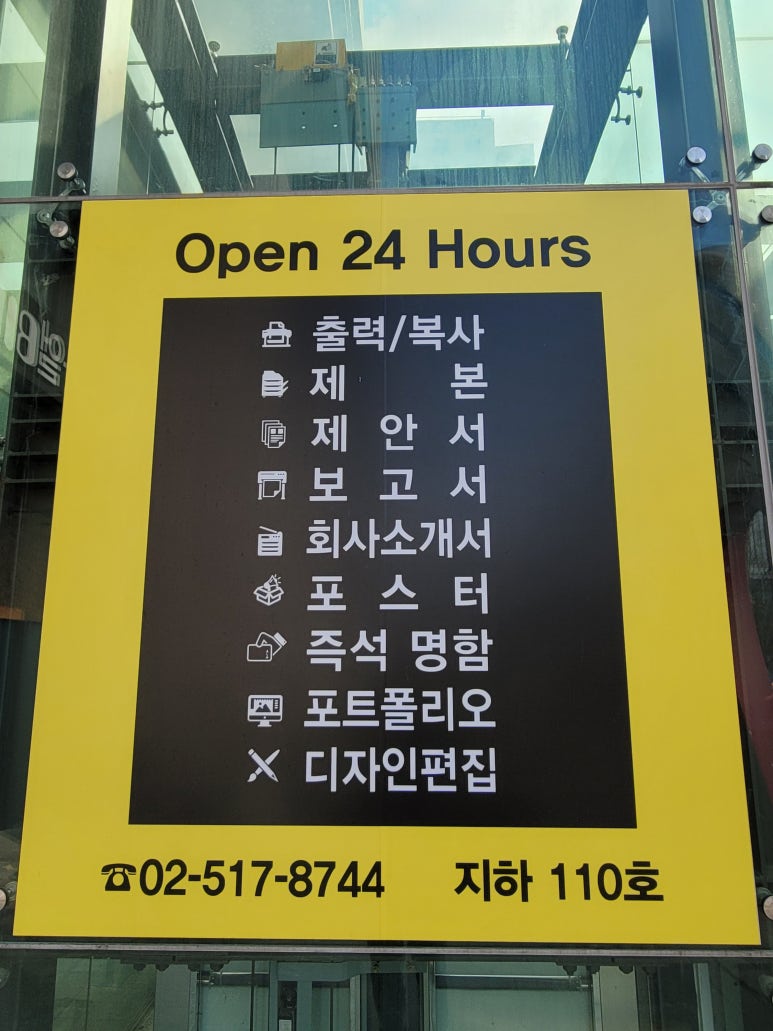 Open 24 Hours
출력/복사
제 본
제 안 서
보 고 서
회사소개서
포 스 터
즉석 명함
포트폴리오
디자인편집
☎02-517-8744 지하 110호